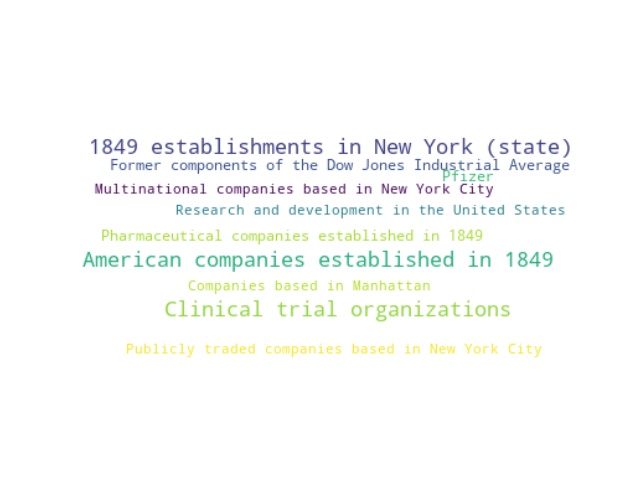 1849 establishments in New York (state)
Former components of the Dow Jones Industrial Average
Pfizer
Multinational companies based in New York City
Research and development in the United States
Pharmaceutical companies established in 1849
American companies established in 1849
Companies based in Manhattan
Clinical trial organizations
Publicly traded companies based in New York City